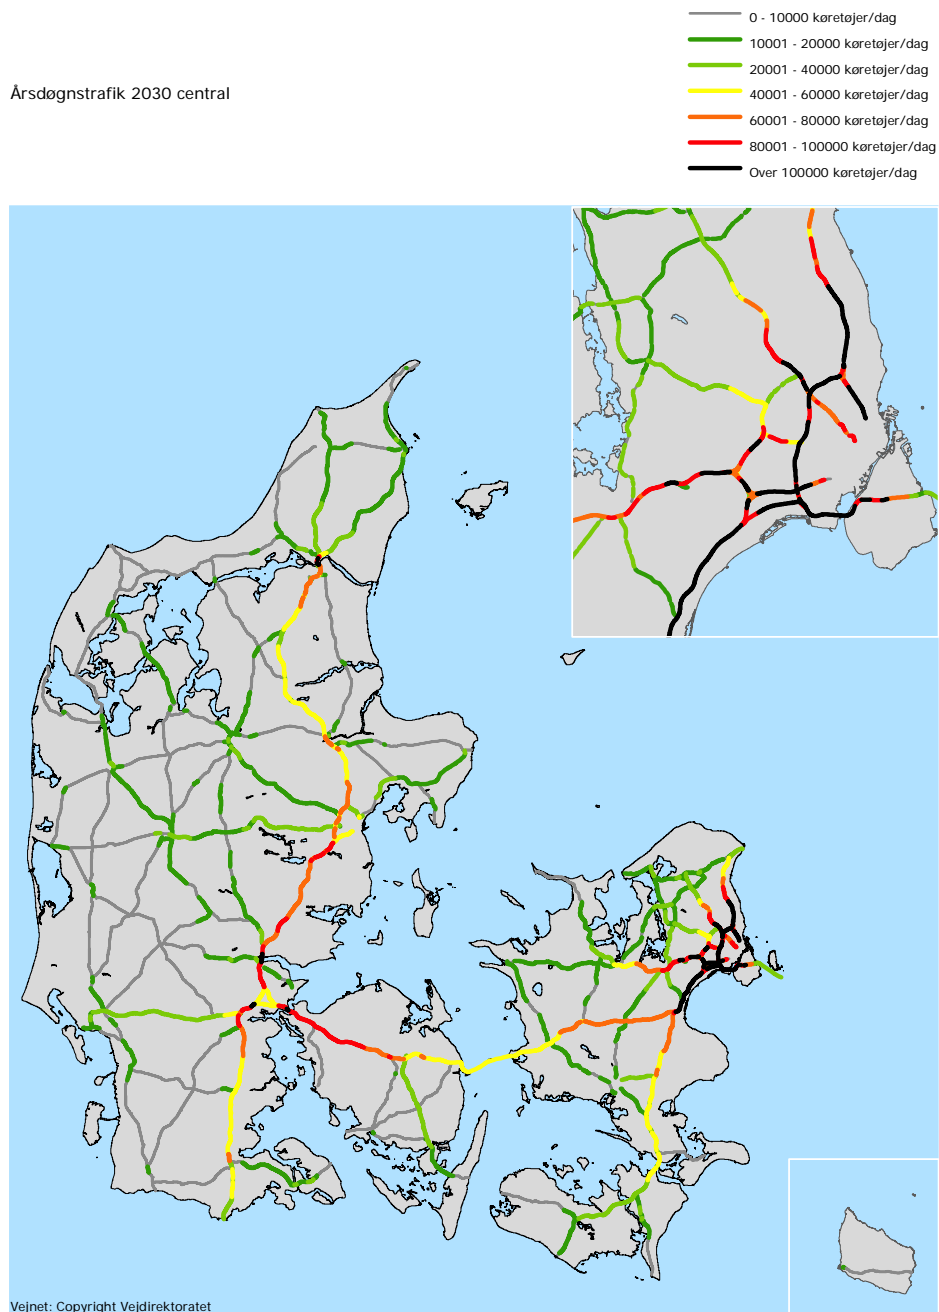 0 - 10000 køretøjer/dag
10001 - 20000 køretøjer/dag
20001 - 40000 køretøjer/dag
40001 - 60000 køretøjer/dag
60001 - 80000 køretøjer/dag
80001 - 100000 køretøjer/dag
Over 100000 køretøjer/dag
Årsdøgnstrafik 2030 central
Vejnet: Copyright Vejdirektoratet